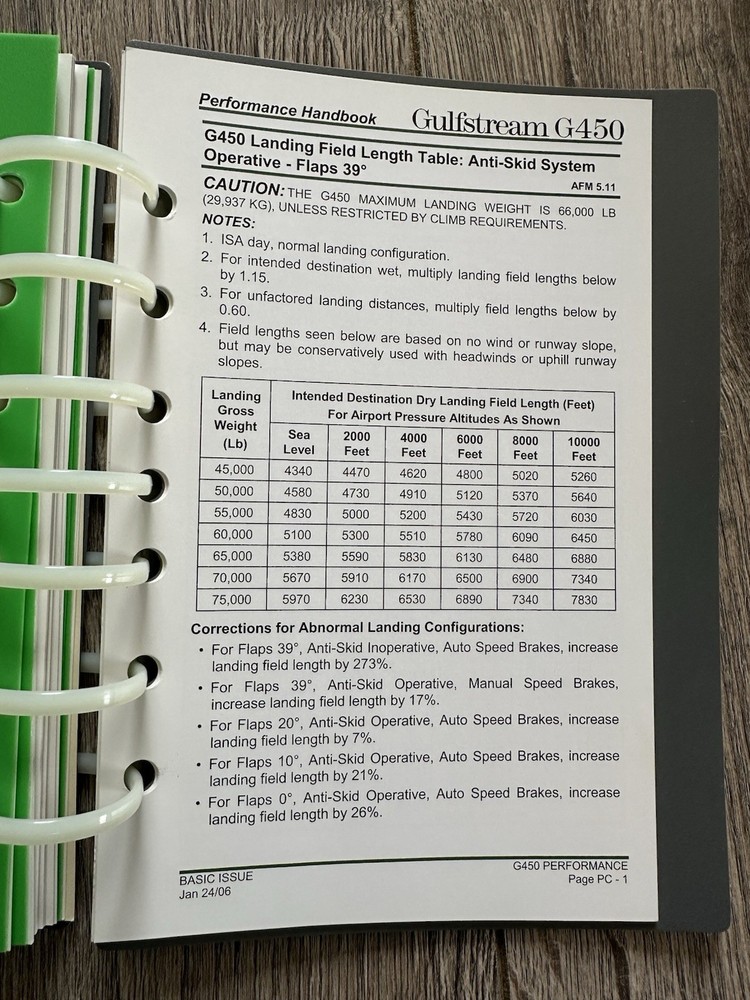 Performance Handbook Gulfstream G450
G450 Landing Field Length Table: Anti-Skid System
Operative - Flaps 39°
AFM 5.11
CAUTION: THE G450 MAXIMUM LANDING WEIGHT IS 66,000 LB
(29,937 KG), UNLESS RESTRICTED BY CLIMB REQUIREMENTS.
NOTES:
1. ISA day, normal landing configuration.
2. For intended destination wet, multiply landing field lengths below
by 1.15.
3. For unfactored landing distances, multiply field lengths below by
0.60.
4. Field lengths seen below are based on no wind or runway slope,
but may be conservatively used with headwinds or uphill runway
slopes.
Landing
Gross
Weight
(Lb)
Intended Destination Dry Landing Field Length (Feet)
For Airport Pressure Altitudes As Shown
Sea 2000 4000 6000 8000 10000
Level Feet Feet Feet Feet Feet
45,000 4340 4470 4620 4800 5020 5260
50,000 4580 4730 4910 5120 5370 5640
55,000 4830 5000 5200 5430 5720 6030
60,000 5100 5300 5510 5780 6090 6450
65,000 5380 5590 5830 6130 6480 6880
70,000 5670 5910 6170 6500 6900 7340
75,000 5970 6230 6530 6890 7340 7830
Corrections for Abnormal Landing Configurations:
• For Flaps 39°, Anti-Skid Inoperative, Auto Speed Brakes, increase
landing field length by 273%.
• For Flaps 39°, Anti-Skid Operative, Manual Speed Brakes,
increase landing field length by 17%.
• For Flaps 20°, Anti-Skid Operative, Auto Speed Brakes, increase
landing field length by 7%.
• For Flaps 10°, Anti-Skid Operative, Auto Speed Brakes, increase
landing field length by 21%.
• For Flaps 0°, Anti-Skid Operative, Auto Speed Brakes, increase
landing field length by 26%.
BASIC ISSUE G450 PERFORMANCE
Jan 24/06 Page PC - 1